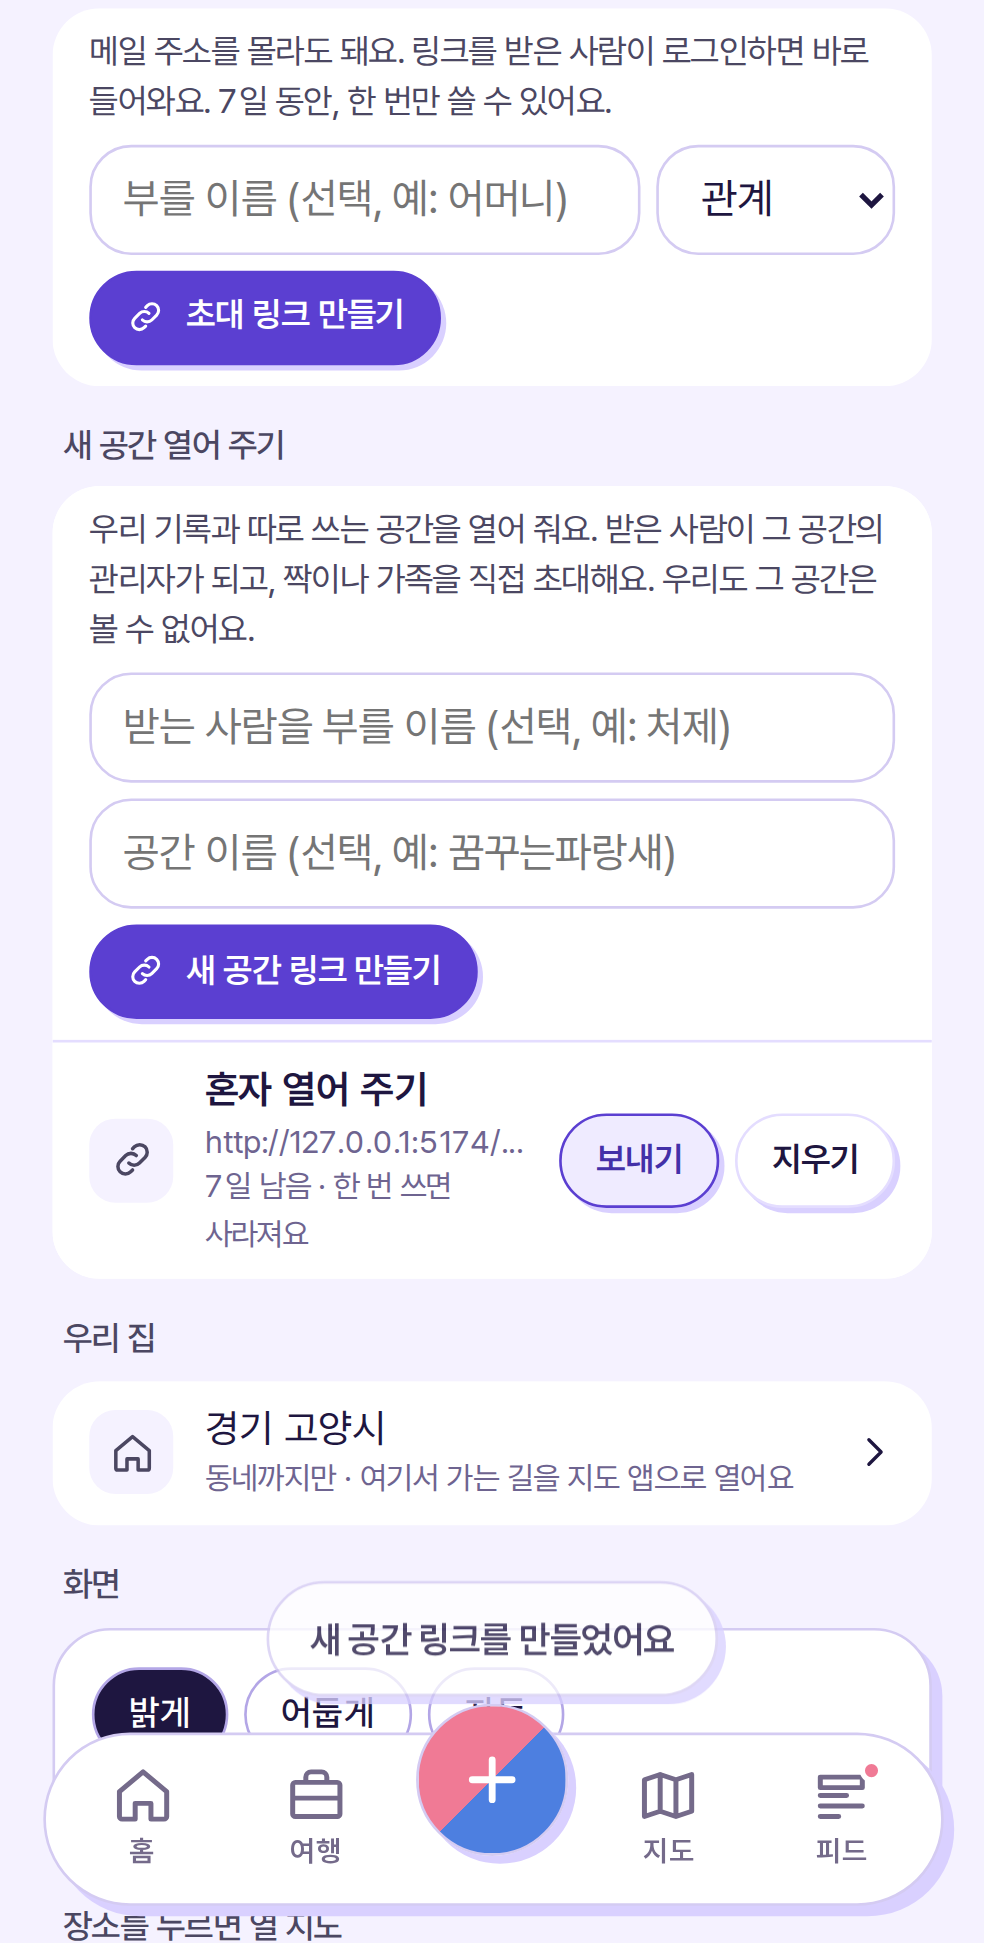 메일 주소를 몰라도 돼요. 링크를 받은 사람이 로그인하면 바로
들어와요. 7일 동안, 한 번만 쓸 수 있어요.
부를 이름 (선택, 예: 어머니)
관계
초대 링크 만들기
새 공간 열어 주기
우리 기록과 따로 쓰는 공간을 열어 줘요. 받은 사람이 그 공간의
관리자가 되고, 짝이나 가족을 직접 초대해요. 우리도 그 공간은
볼 수 없어요.
받는 사람을 부를 이름 (선택, 예: 처제)
공간 이름 (선택, 예: 꿈꾸는파랑새)
새 공간 링크 만들기
혼자 열어 주기
http://127.0.0.1:5174/...
7일 남음 · 한 번 쓰면
사라져요
보내기
지우기
우리 집
경기 고양시
동네까지만 · 여기서 가는 길을 지도 앱으로 열어요
화면
새 공간 링크를 만들었어요
밝게
어둡게
홈
여행
지도
피드
장소를 누르면 열 지도